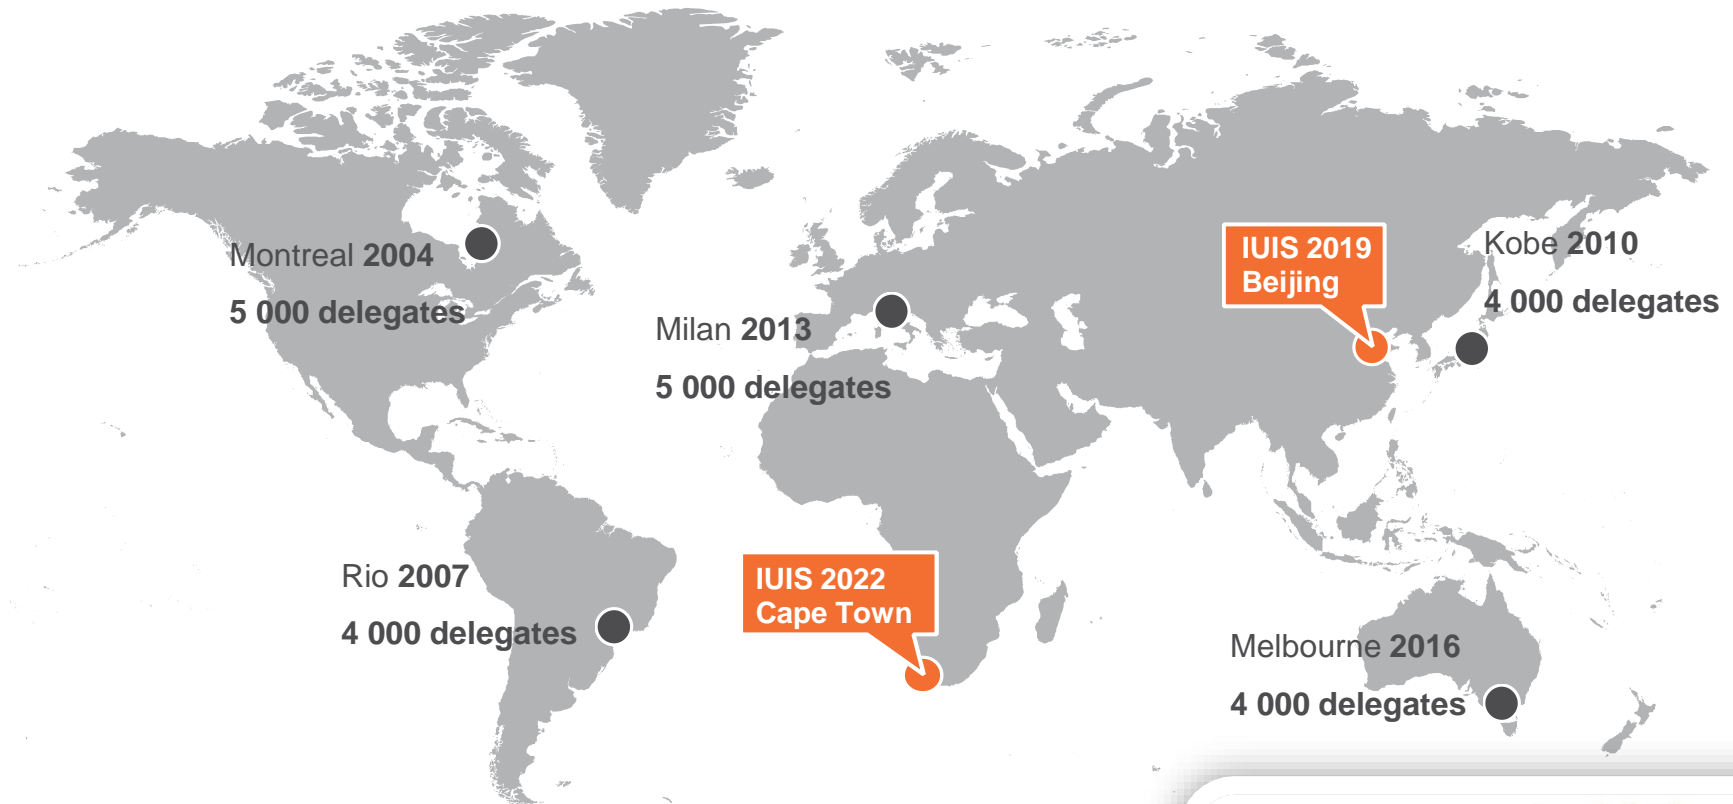 Montreal 2004
5 000 delegates
Milan 2013
5 000 delegates
IUIS 2019
Beijing
Kobe 2010
4 000 delegates
Rio 2007
4 000 delegates
IUIS 2022
Cape Town
Melbourne 2016
4 000 delegates